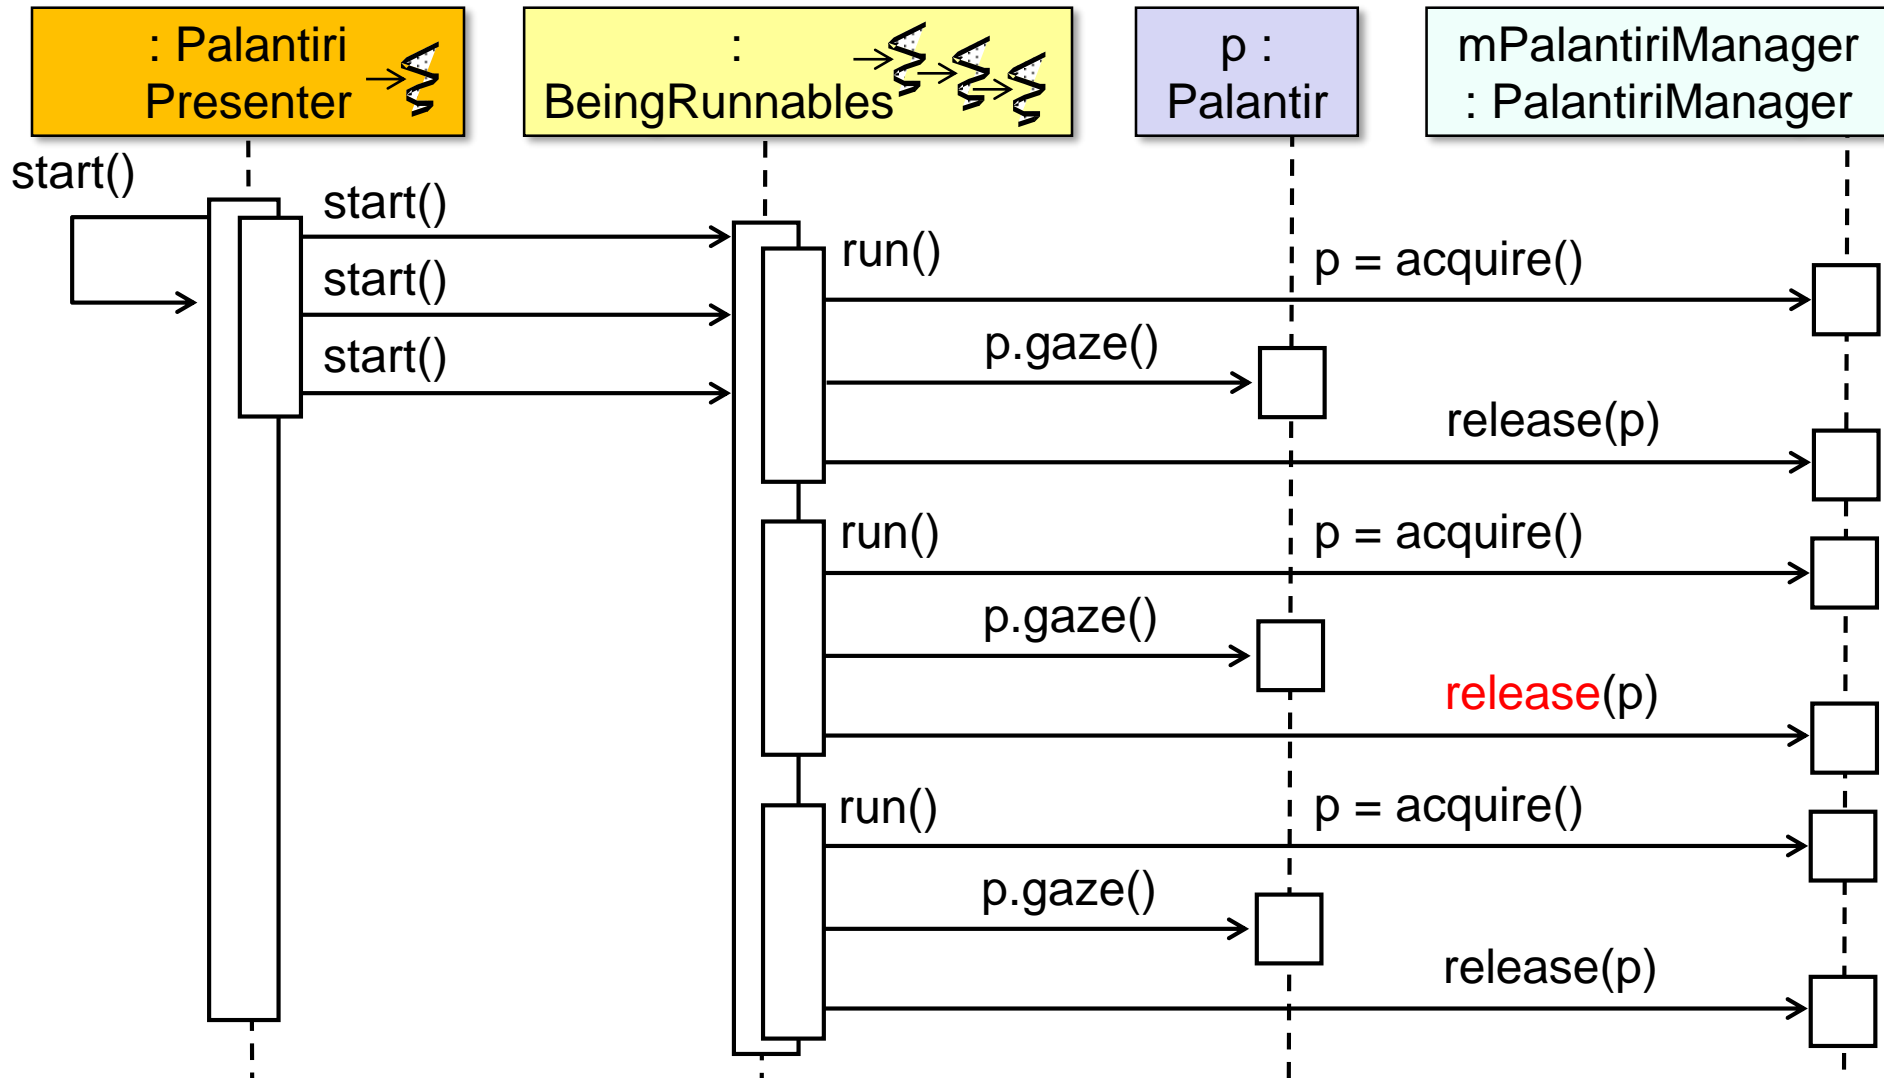 : Palantiri
Presenter
:
BeingRunnables
p :
Palantir
mPalantiriManager
: PalantiriManager
start()
start()
start()
start()
run()
p = acquire()
p.gaze()
release(p)
run()
p = acquire()
p.gaze()
release(p)
run()
p = acquire()
p.gaze()
release(p)